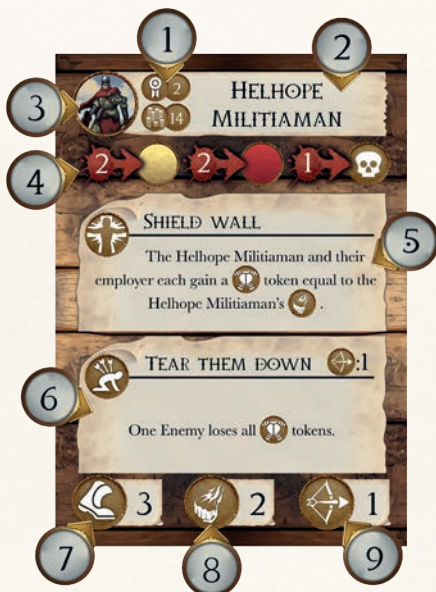 1
2
2
HELHOPE
14
MILITIAMAN
3
4
2
2
1
SHIELD WALL
5
The Helhope Militiaman and their
employer each gain a token equal to the
Helhope Militiaman's .
TEAR THEM DOWN :1
6
One Enemy loses all tokens.
3
2
1
7
8
9